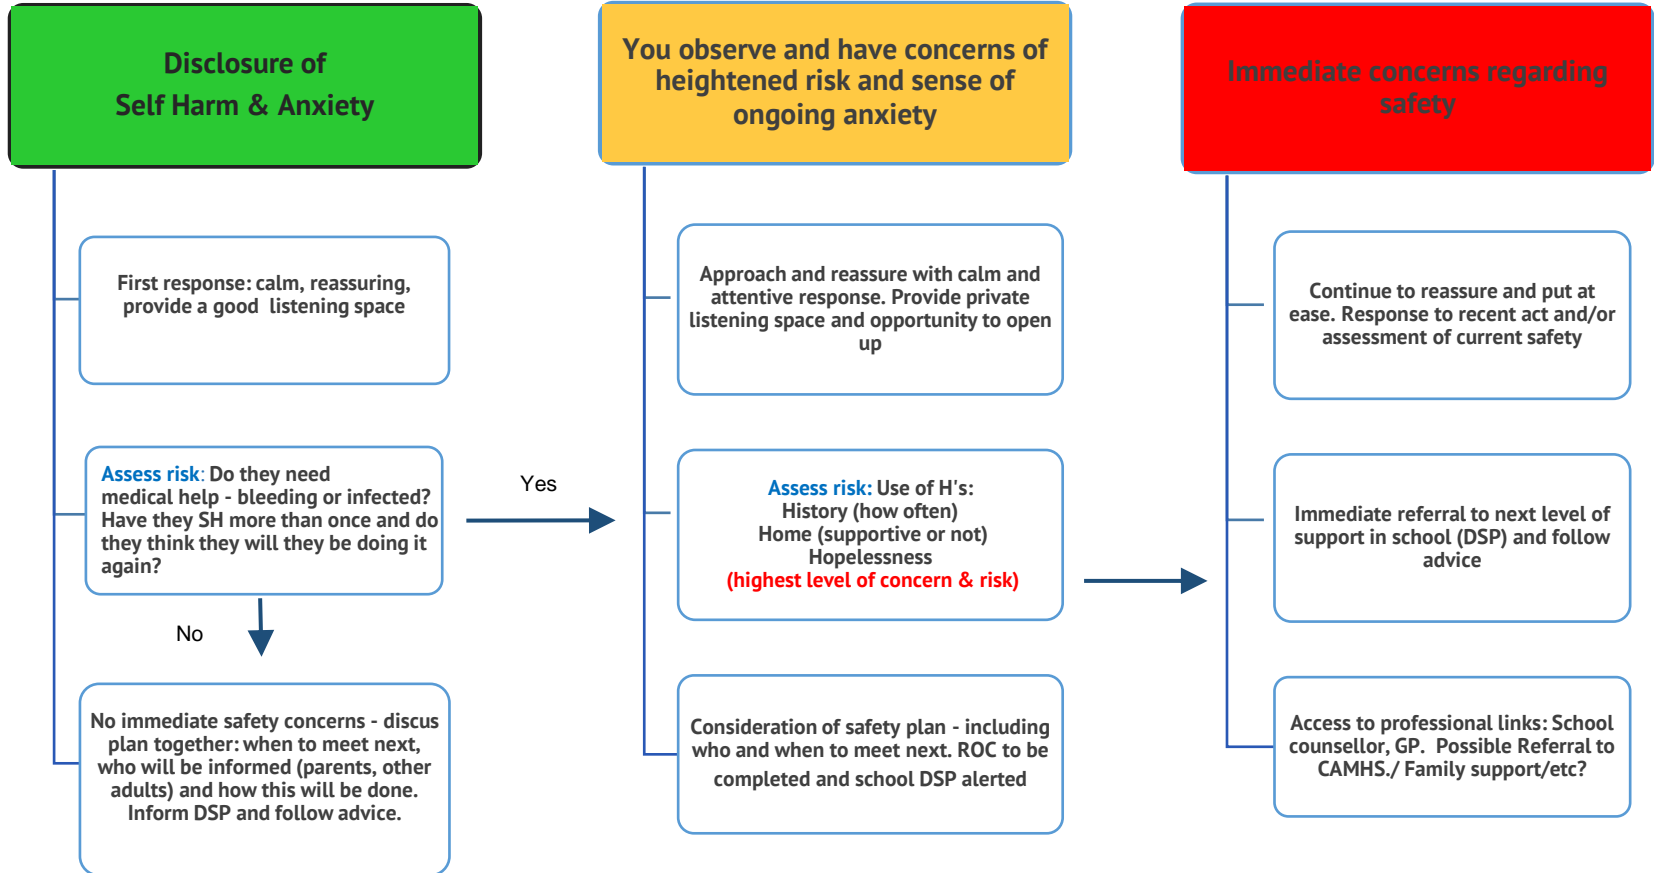 Disclosure of
Self Harm & Anxiety
First response: calm, reassuring,
provide a good listening space
Assess risk: Do they need
medical help - bleeding or infected?
Have they SH more than once and do
they think they will they be doing it
again?
Yes
No
No immediate safety concerns - discus
plan together: when to meet next,
who will be informed (parents, other
adults) and how this will be done.
Inform DSP and follow advice.
You observe and have concerns of
heightened risk and sense of
ongoing anxiety
Approach and reassure with calm and
attentive response. Provide private
listening space and opportunity to open
up
Assess risk: Use of H's:
History (how often)
Home (supportive or not)
Hopelessness
(highest level of concern & risk)
Consideration of safety plan - including
who and when to meet next. ROC to be
completed and school DSP alerted
Immediate concerns regarding
safety
Continue to reassure and put at
ease. Response to recent act and/or
assessment of current safety
Immediate referral to next level of
support in school (DSP) and follow
advice
Access to professional links: School
counsellor, GP. Possible Referral to
CAMHS./ Family support/etc?